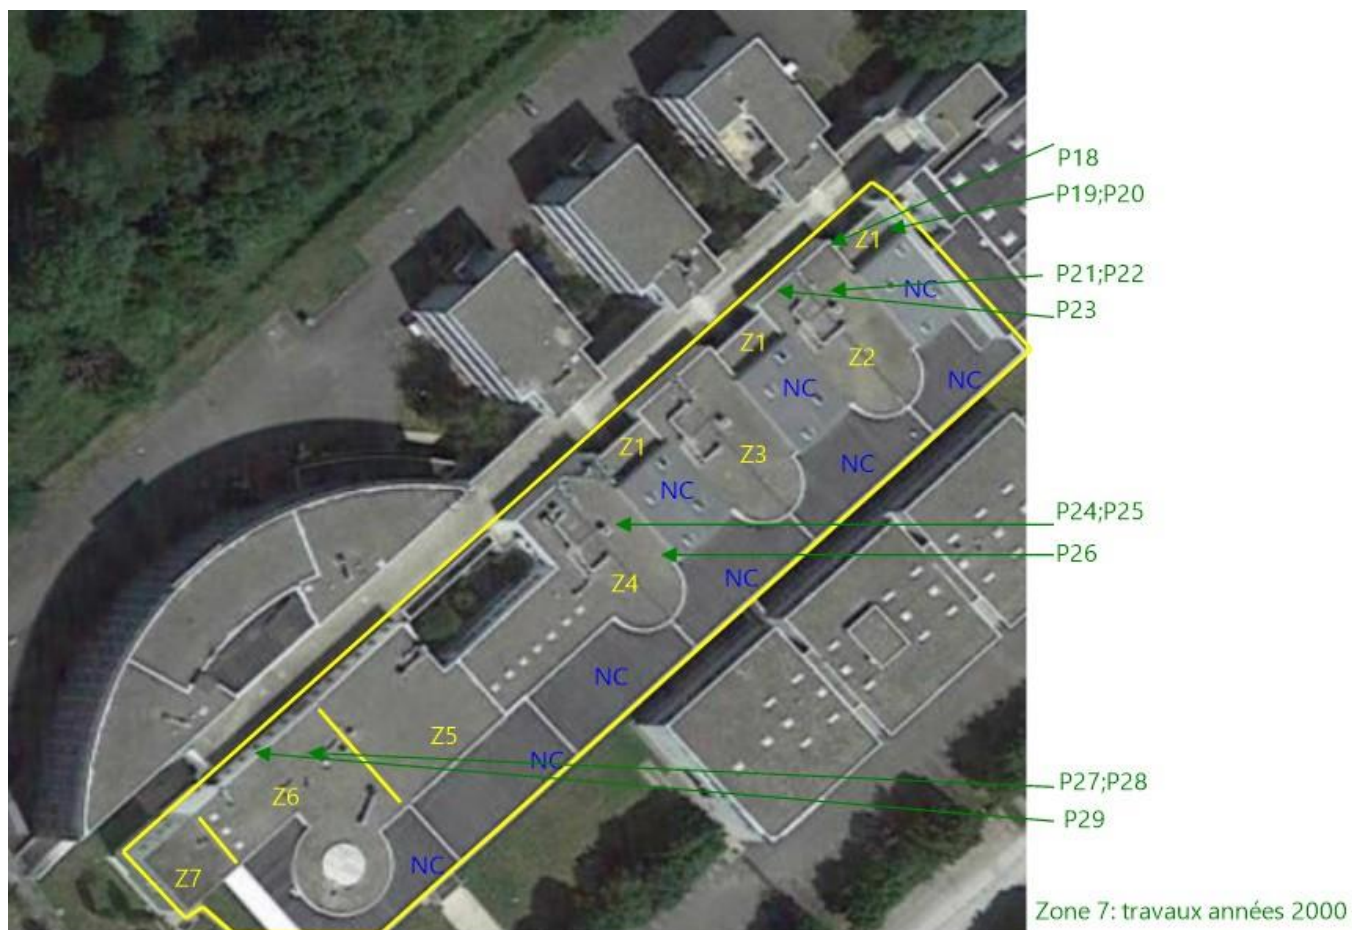 P18
P19;P20
Z1
P21;P22
NC
P23
Z1
Z2
NC
NC
Z1
Z3
NC
NC
P24;P25
P26
NC
Z4
NC
Z5
NC
P27;P28
Z6
P29
NC
Z7
Zone 7: travaux années 2000